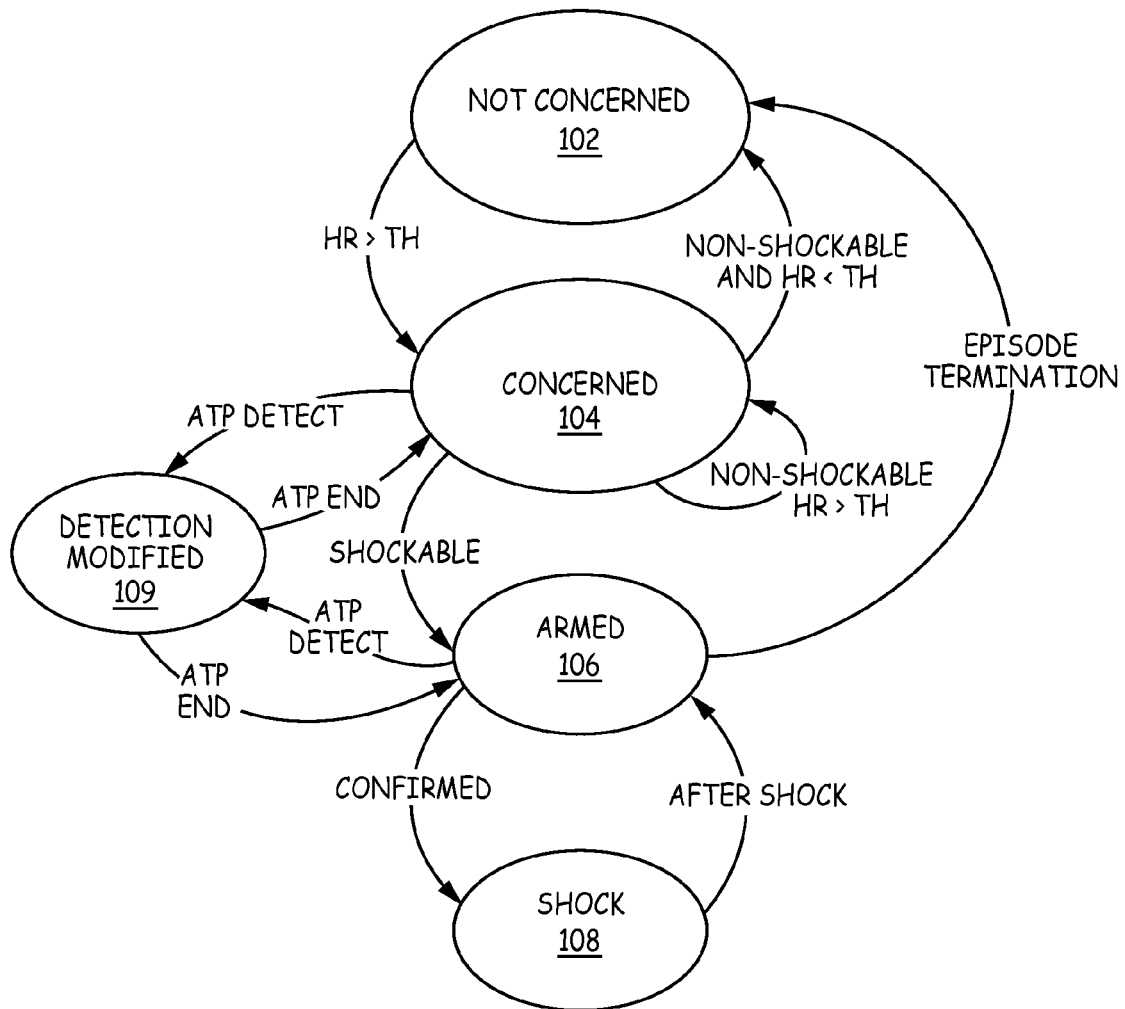 NOT CONCERNED
102
HR > TH
NON-SHOCKABLE
AND HR < TH
EPISODE
TERMINATION
CONCERNED
104
ATP DETECT
NON-SHOCKABLE
HR > TH
ATP END
DETECTION
MODIFIED
109
SHOCKABLE
ATP
DETECT
ARMED
106
ATP
END
CONFIRMED
AFTER SHOCK
SHOCK
108